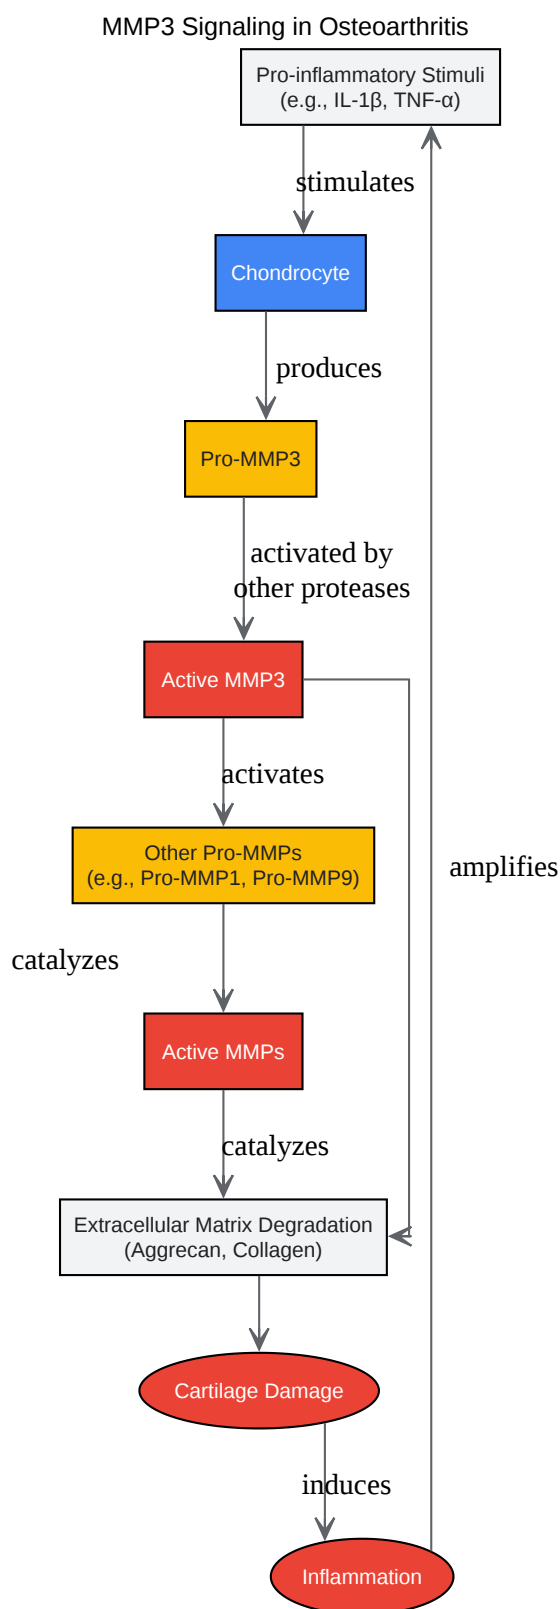 MMP3 Signaling in Osteoarthritis
Pro-inflammatory Stimuli
(e.g., IL-1β, TNF-α)
stimulates
Chondrocyte
produces
Pro-MMP3
activated by
other proteases
Active MMP3
activates
Other Pro-MMPs
(e.g., Pro-MMP1, Pro-MMP9)
amplifies
catalyzes
Active MMPs
catalyzes
Extracellular Matrix Degradation
(Aggrecan, Collagen)
Cartilage Damage
induces
Inflammation